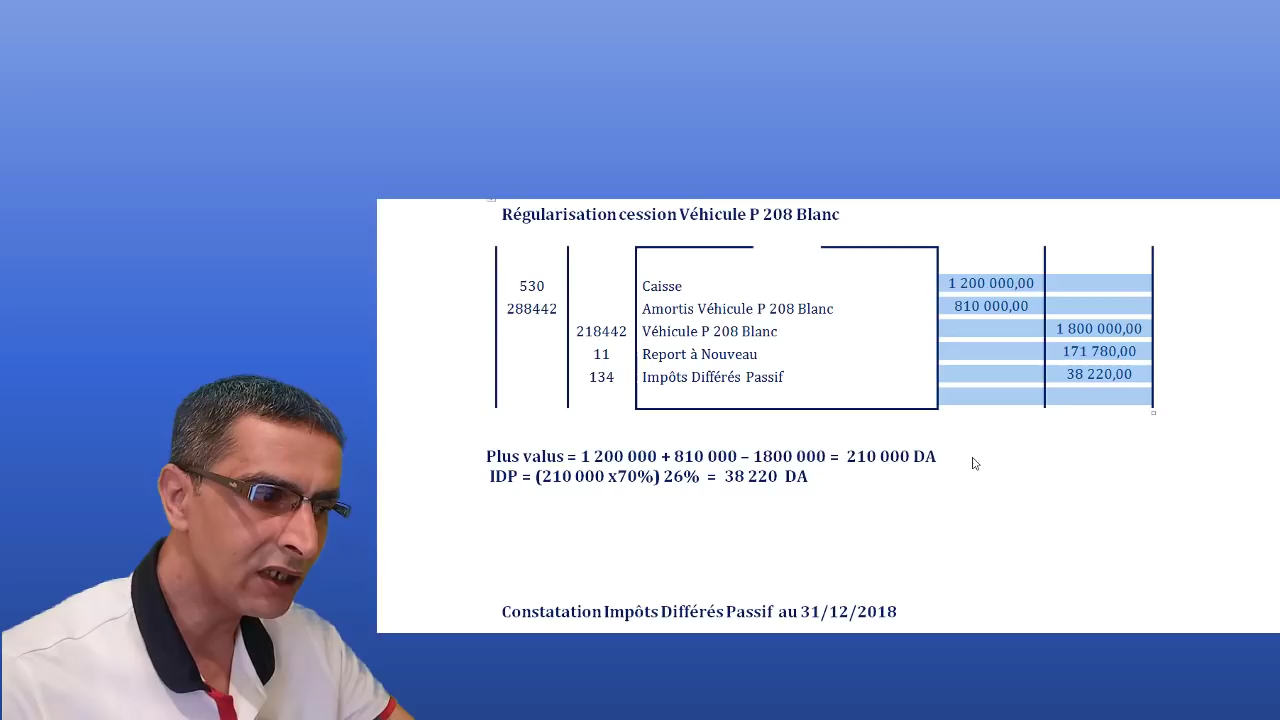 Régularisation cession Véhicule P 208 Blanc
530 Caisse 1 200 000,00
288442 Amortis Véhicule P 208 Blanc 810 000,00
218442 Véhicule P 208 Blanc 1 800 000,00
11 Report à Nouveau 171 780,00
134 Impôts Différés Passif 38 220,00
Plus valus = 1 200 000 + 810 000 – 1800 000 = 210 000 DA
IDP = (210 000 x70%) 26% = 38 220 DA
Constatation Impôts Différés Passif au 31/12/2018